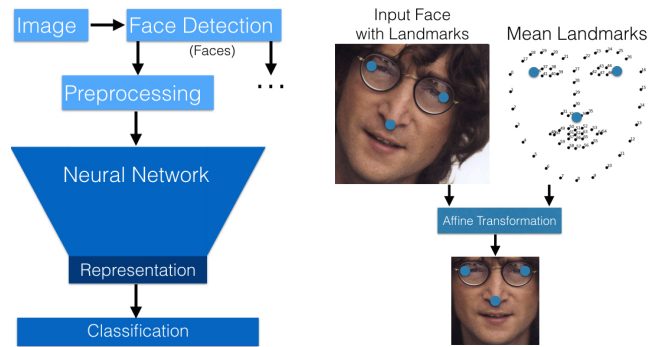 Image
Face Detection
(Faces)
...
Preprocessing
Neural Network
Representation
Classification
Input Face
with Landmarks
Mean Landmarks
Affine Transformation